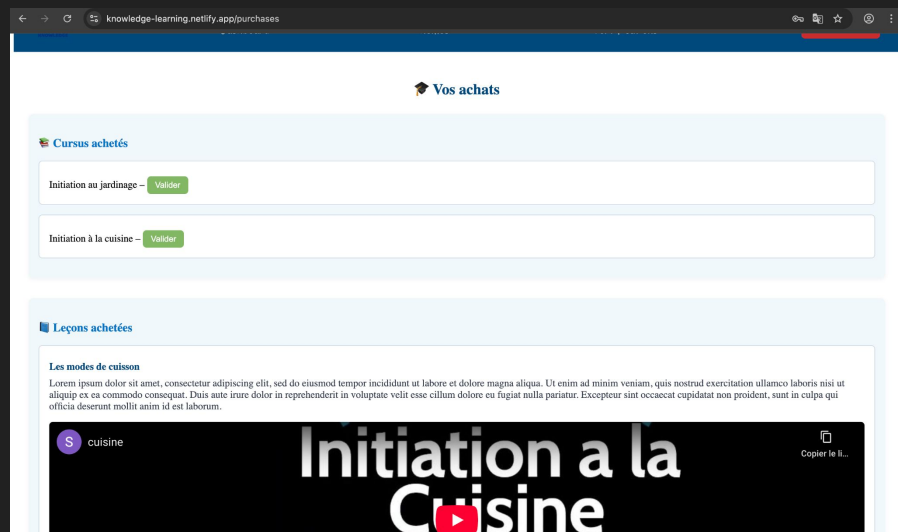 knowledge-learning.netlify.app/purchases
🎓 Vos achats
📚 Cursus achetés
Initiation au jardinage – Valider
Initiation à la cuisine – Valider
📘 Leçons achetées
Les modes de cuisson
Lorem ipsum dolor sit amet, consectetur adipiscing elit, sed do eiusmod tempor incididunt ut labore et dolore magna aliqua. Ut enim ad minim veniam, quis nostrud exercitation ullamco laboris nisi ut
aliquip ex ea commodo consequat. Duis aute irure dolor in reprehenderit in voluptate velit esse cillum dolore eu fugiat nulla pariatur. Excepteur sint occaecat cupidatat non proident, sunt in culpa qui
officia deserunt mollit anim id est laborum.
S cuisine
Copier le li...
Initiation a la
Cuisine